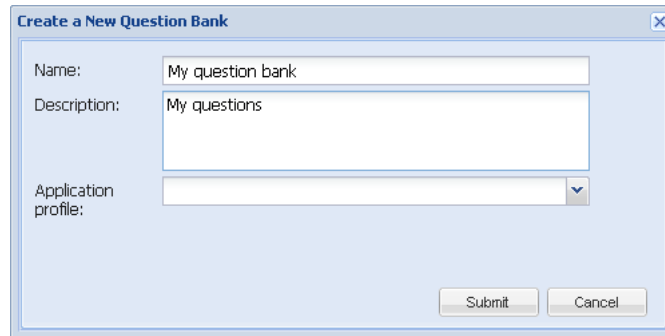 Create a New Question Bank
Name:
My question bank
Description:
My questions
Application
profile:
Submit
Cancel